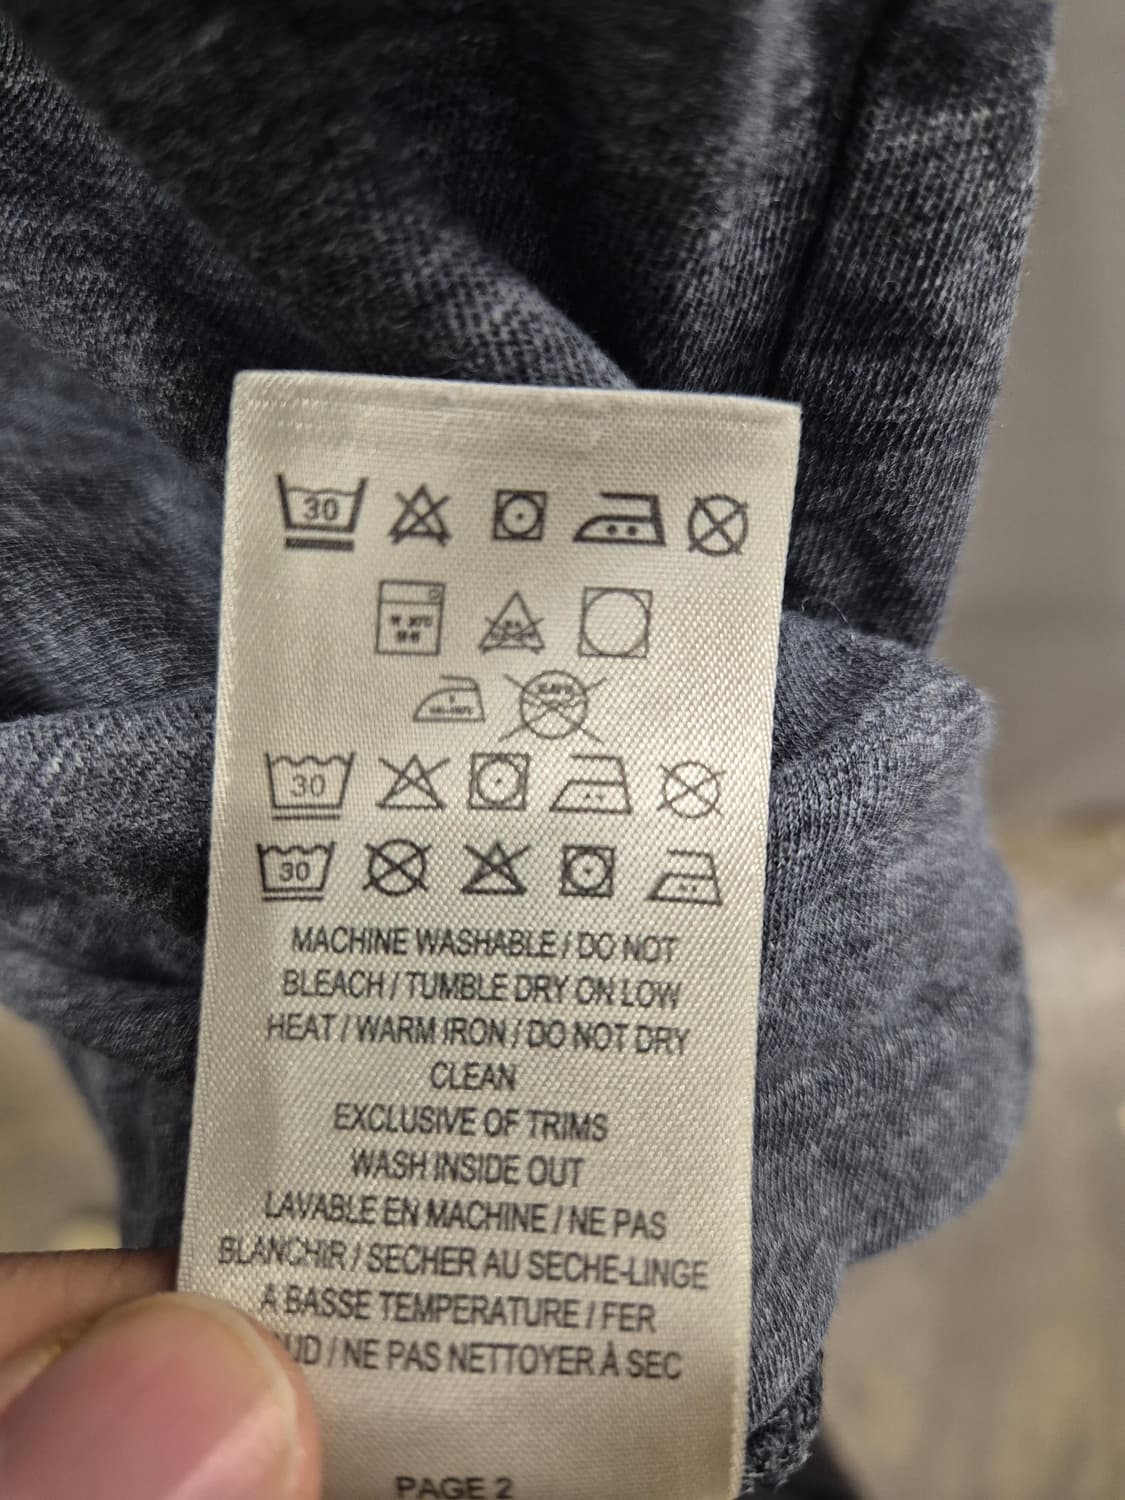 30
30
30
MACHINE WASHABLE / DO NOT
BLEACH / TUMBLE DRY ON LOW
HEAT / WARM IRON / DO NOT DRY
CLEAN
EXCLUSIVE OF TRIMS
WASH INSIDE OUT
LAVABLE EN MACHINE / NE PAS
BLANCHIR / SECHER AU SECHE-LINGE
A BASSE TEMPERATURE / FER
UD / NE PAS NETTOYER À SEC
PAGE 2